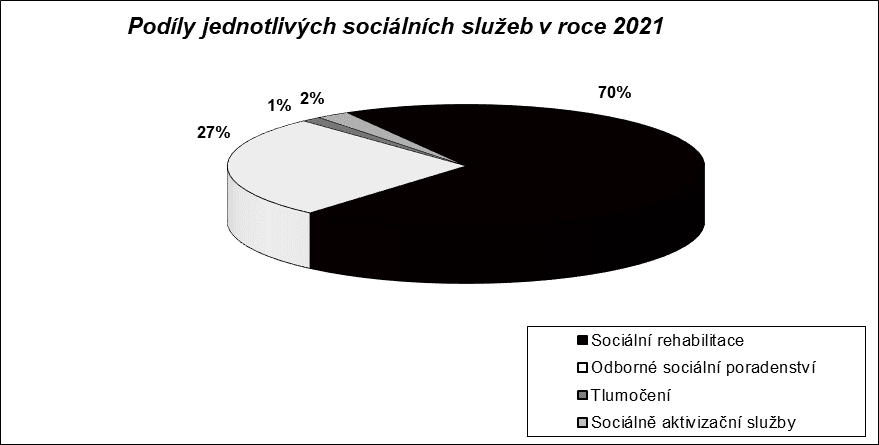 Podíly jednotlivých sociálních služeb v roce 2021
70%
2%
1%
27%
Sociální rehabilitace
Odborné sociální poradenství
Tlumočení
Sociálně aktivizační služby